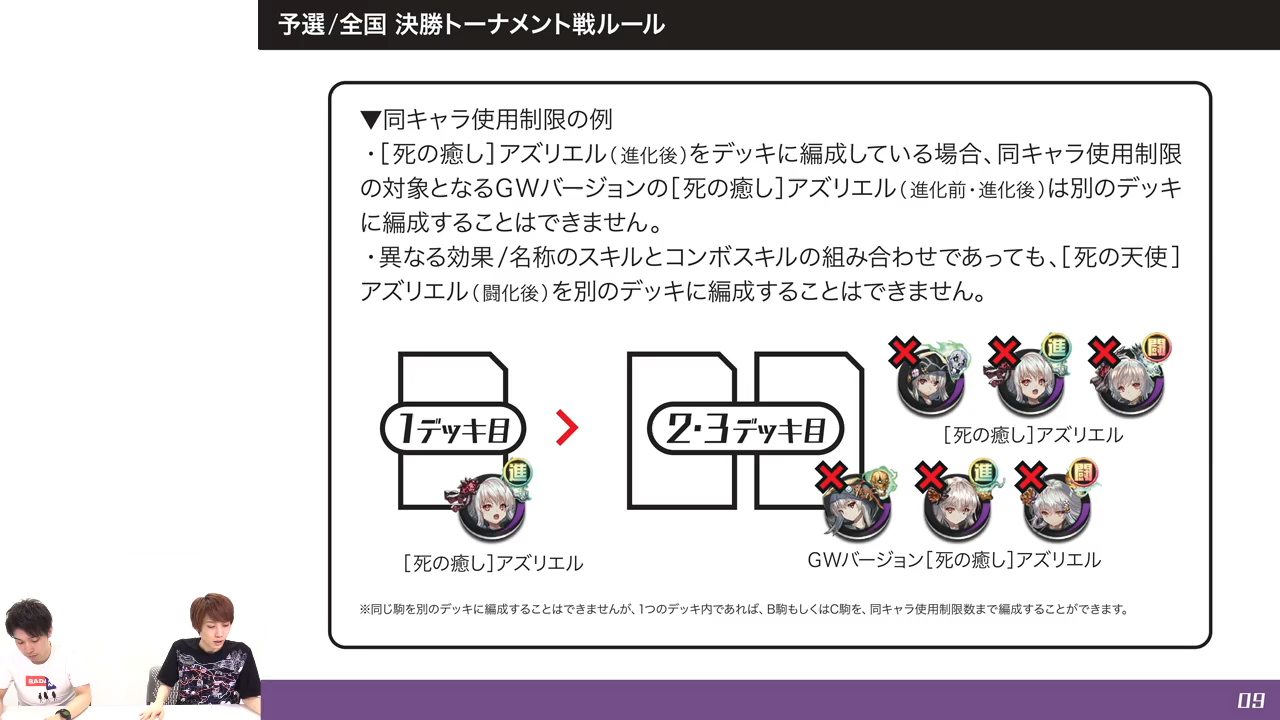 予選/全国 決勝トーナメント戦ルール
▼同キャラ使用制限の例
・[死の癒し]アズリエル(進化後)をデッキに編成している場合、同キャラ使用制限
の対象となるGWバージョンの[死の癒し]アズリエル(進化前・進化後)は別のデッキ
に編成することはできません。
・異なる効果/名称のスキルとコンボスキルの組み合わせであっても、[死の天使]
アズリエル(闘化後)を別のデッキに編成することはできません。
進
闘
1デッキ目
2・3デッキ目
[死の癒し]アズリエル
進
進
闘
[死の癒し]アズリエル
GWバージョン[死の癒し]アズリエル
※同じ駒を別のデッキに編成することはできませんが、1つのデッキ内であれば、B駒もしくはC駒を、同キャラ使用制限数まで編成することができます。
09